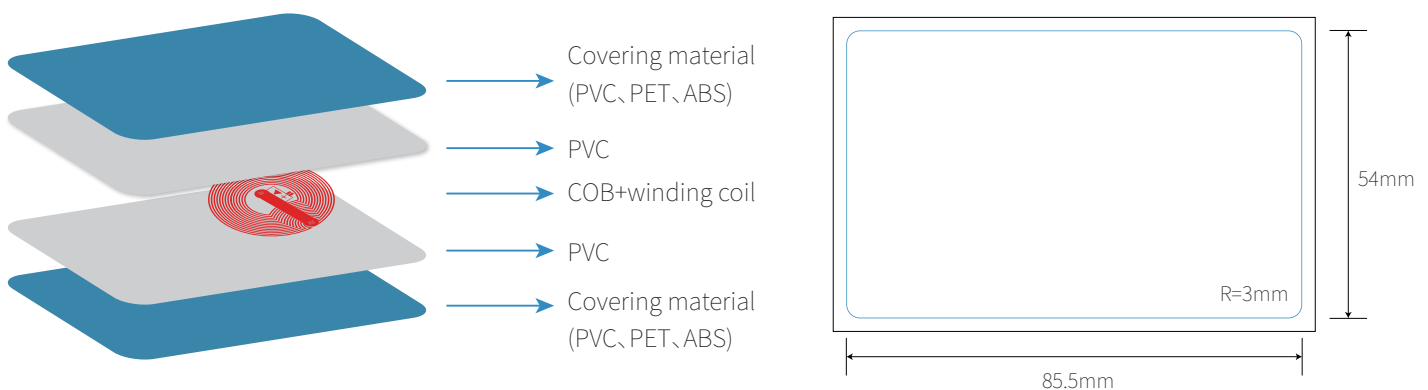 Covering material
(PVC、PET、ABS)
PVC
COB+winding coil
PVC
Covering material
(PVC、PET、ABS)
54mm
R=3mm
85.5mm